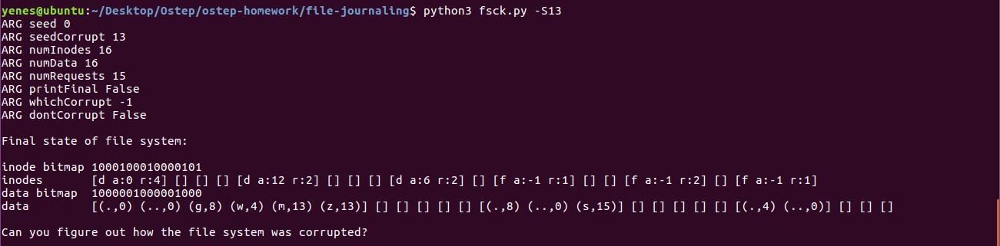 yenes@ubuntu:~/Desktop/Ostep/ostep-homework/file-journaling$ python3 fsck.py -S13
ARG seed 0
ARG seedCorrupt 13
ARG numInodes 16
ARG numData 16
ARG numRequests 15
ARG printFinal False
ARG whichCorrupt -1
ARG dontCorrupt False
Final state of file system:
inode bitmap 1000100010000101
inodes [d a:0 r:4] [] [] [] [d a:12 r:2] [] [] [] [d a:6 r:2] [] [f a:-1 r:1] [] [] [f a:-1 r:2] [] [f a:-1 r:1]
data bitmap 1000001000001000
data [(.,0) (..,0) (g,8) (w,4) (m,13) (z,13)] [] [] [] [] [] [(.,8) (..,0) (s,15)] [] [] [] [] [] [(.,4) (..,0)] [] [] []
Can you figure out how the file system was corrupted?